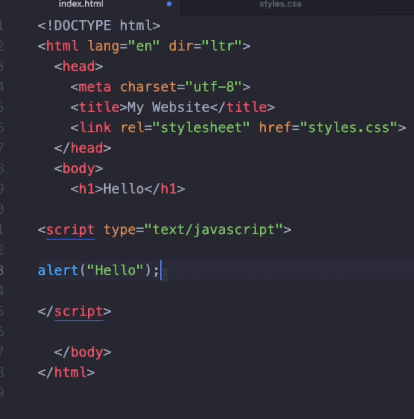 index.html styles.css
<!DOCTYPE html>
<html lang="en" dir="ltr">
<head>
<meta charset="utf-8">
<title>My Website</title>
<link rel="stylesheet" href="styles.css">
</head>
<body>
<h1>Hello</h1>
<script type="text/javascript">
alert("Hello");
</script>
</body>
</html>